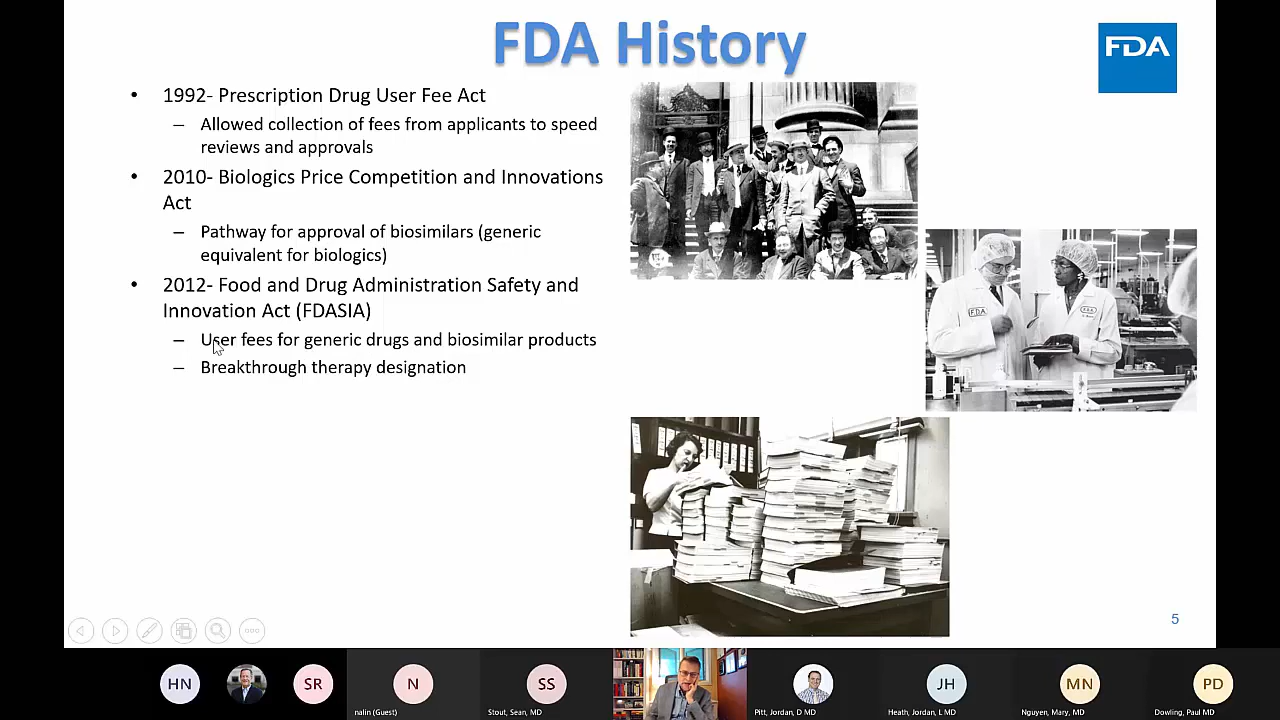 FDA History
FDA
• 1992- Prescription Drug User Fee Act
– Allowed collection of fees from applicants to speed
reviews and approvals
• 2010- Biologics Price Competition and Innovations
Act
– Pathway for approval of biosimilars (generic
equivalent for biologics)
• 2012- Food and Drug Administration Safety and
Innovation Act (FDASIA)
– User fees for generic drugs and biosimilar products
– Breakthrough therapy designation
F.D.A.
5
HN
SR
N
nalin (Guest)
SS
Stout, Sean, MD
Pitt, Jordan, D MD
JH
Heath, Jordan, L MD
MN
Nguyen, Mary, MD
PD
Dowling, Paul MD